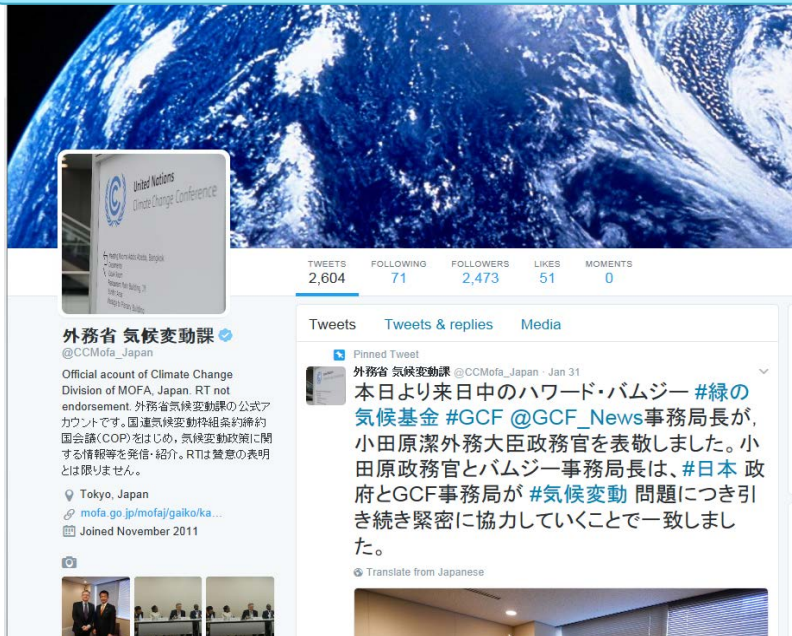 United Nations
Climate Change Conference
TWEETS FOLLOWING FOLLOWERS LIKES MOMENTS
2,604 71 2,473 51 0
外務省 気候変動課
@CCMofa_Japan
Official acount of Climate Change
Division of MOFA, Japan. RT not
endorsement. 外務省気候変動課の公式ア
カウントです。国連気候変動枠組条約締約
国会議(COP)をはじめ，気候変動政策に関
する情報等を発信・紹介。RTは賛意の表明
とは限りません。
Tokyo, Japan
mofa.go.jp/mofaj/gaiko/ka...
Joined November 2011
Tweets Tweets & replies Media
Pinned Tweet
外務省 気候変動課 @CCMofa_Japan · Jan 31
本日より来日中のハワード・バムジー #緑の
気候基金 #GCF @GCF_News事務局長が,
小田原潔外務大臣政務官を表敬しました。小
田原政務官とバムジー事務局長は、#日本 政
府とGCF事務局が #気候変動 問題につき引
き続き緊密に協力していくことで一致しまし
た。
Translate from Japanese